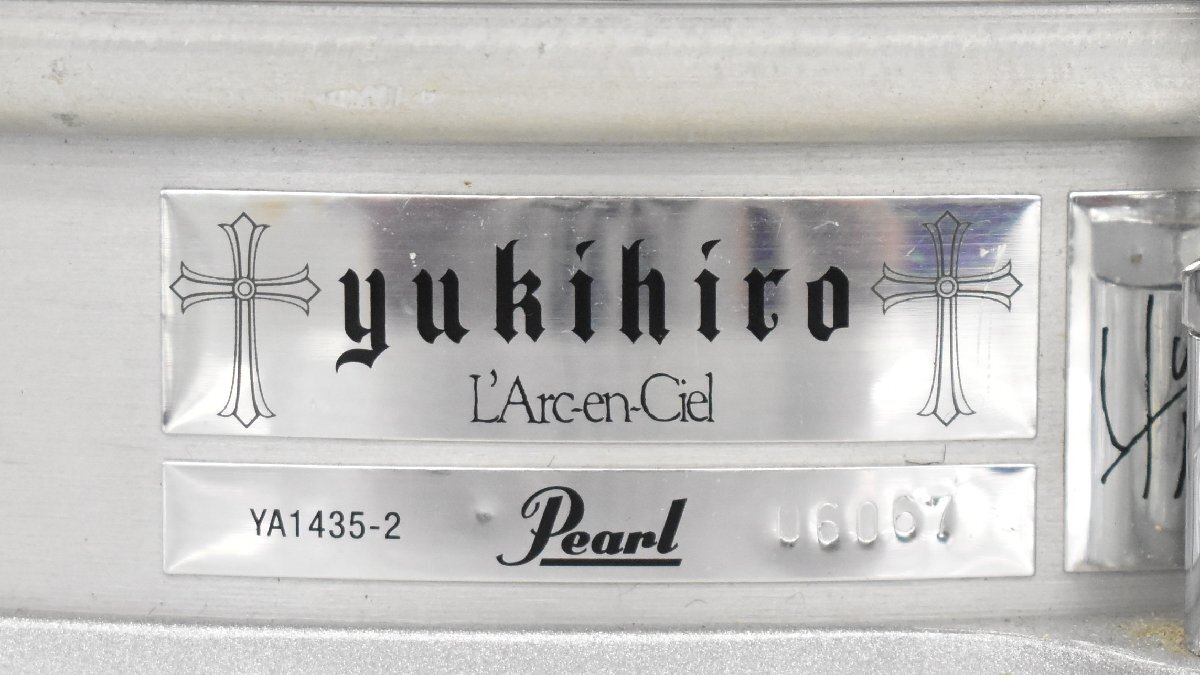 yukihiro
L'Arc-en-Ciel
YA1435-2 Pearl 06067